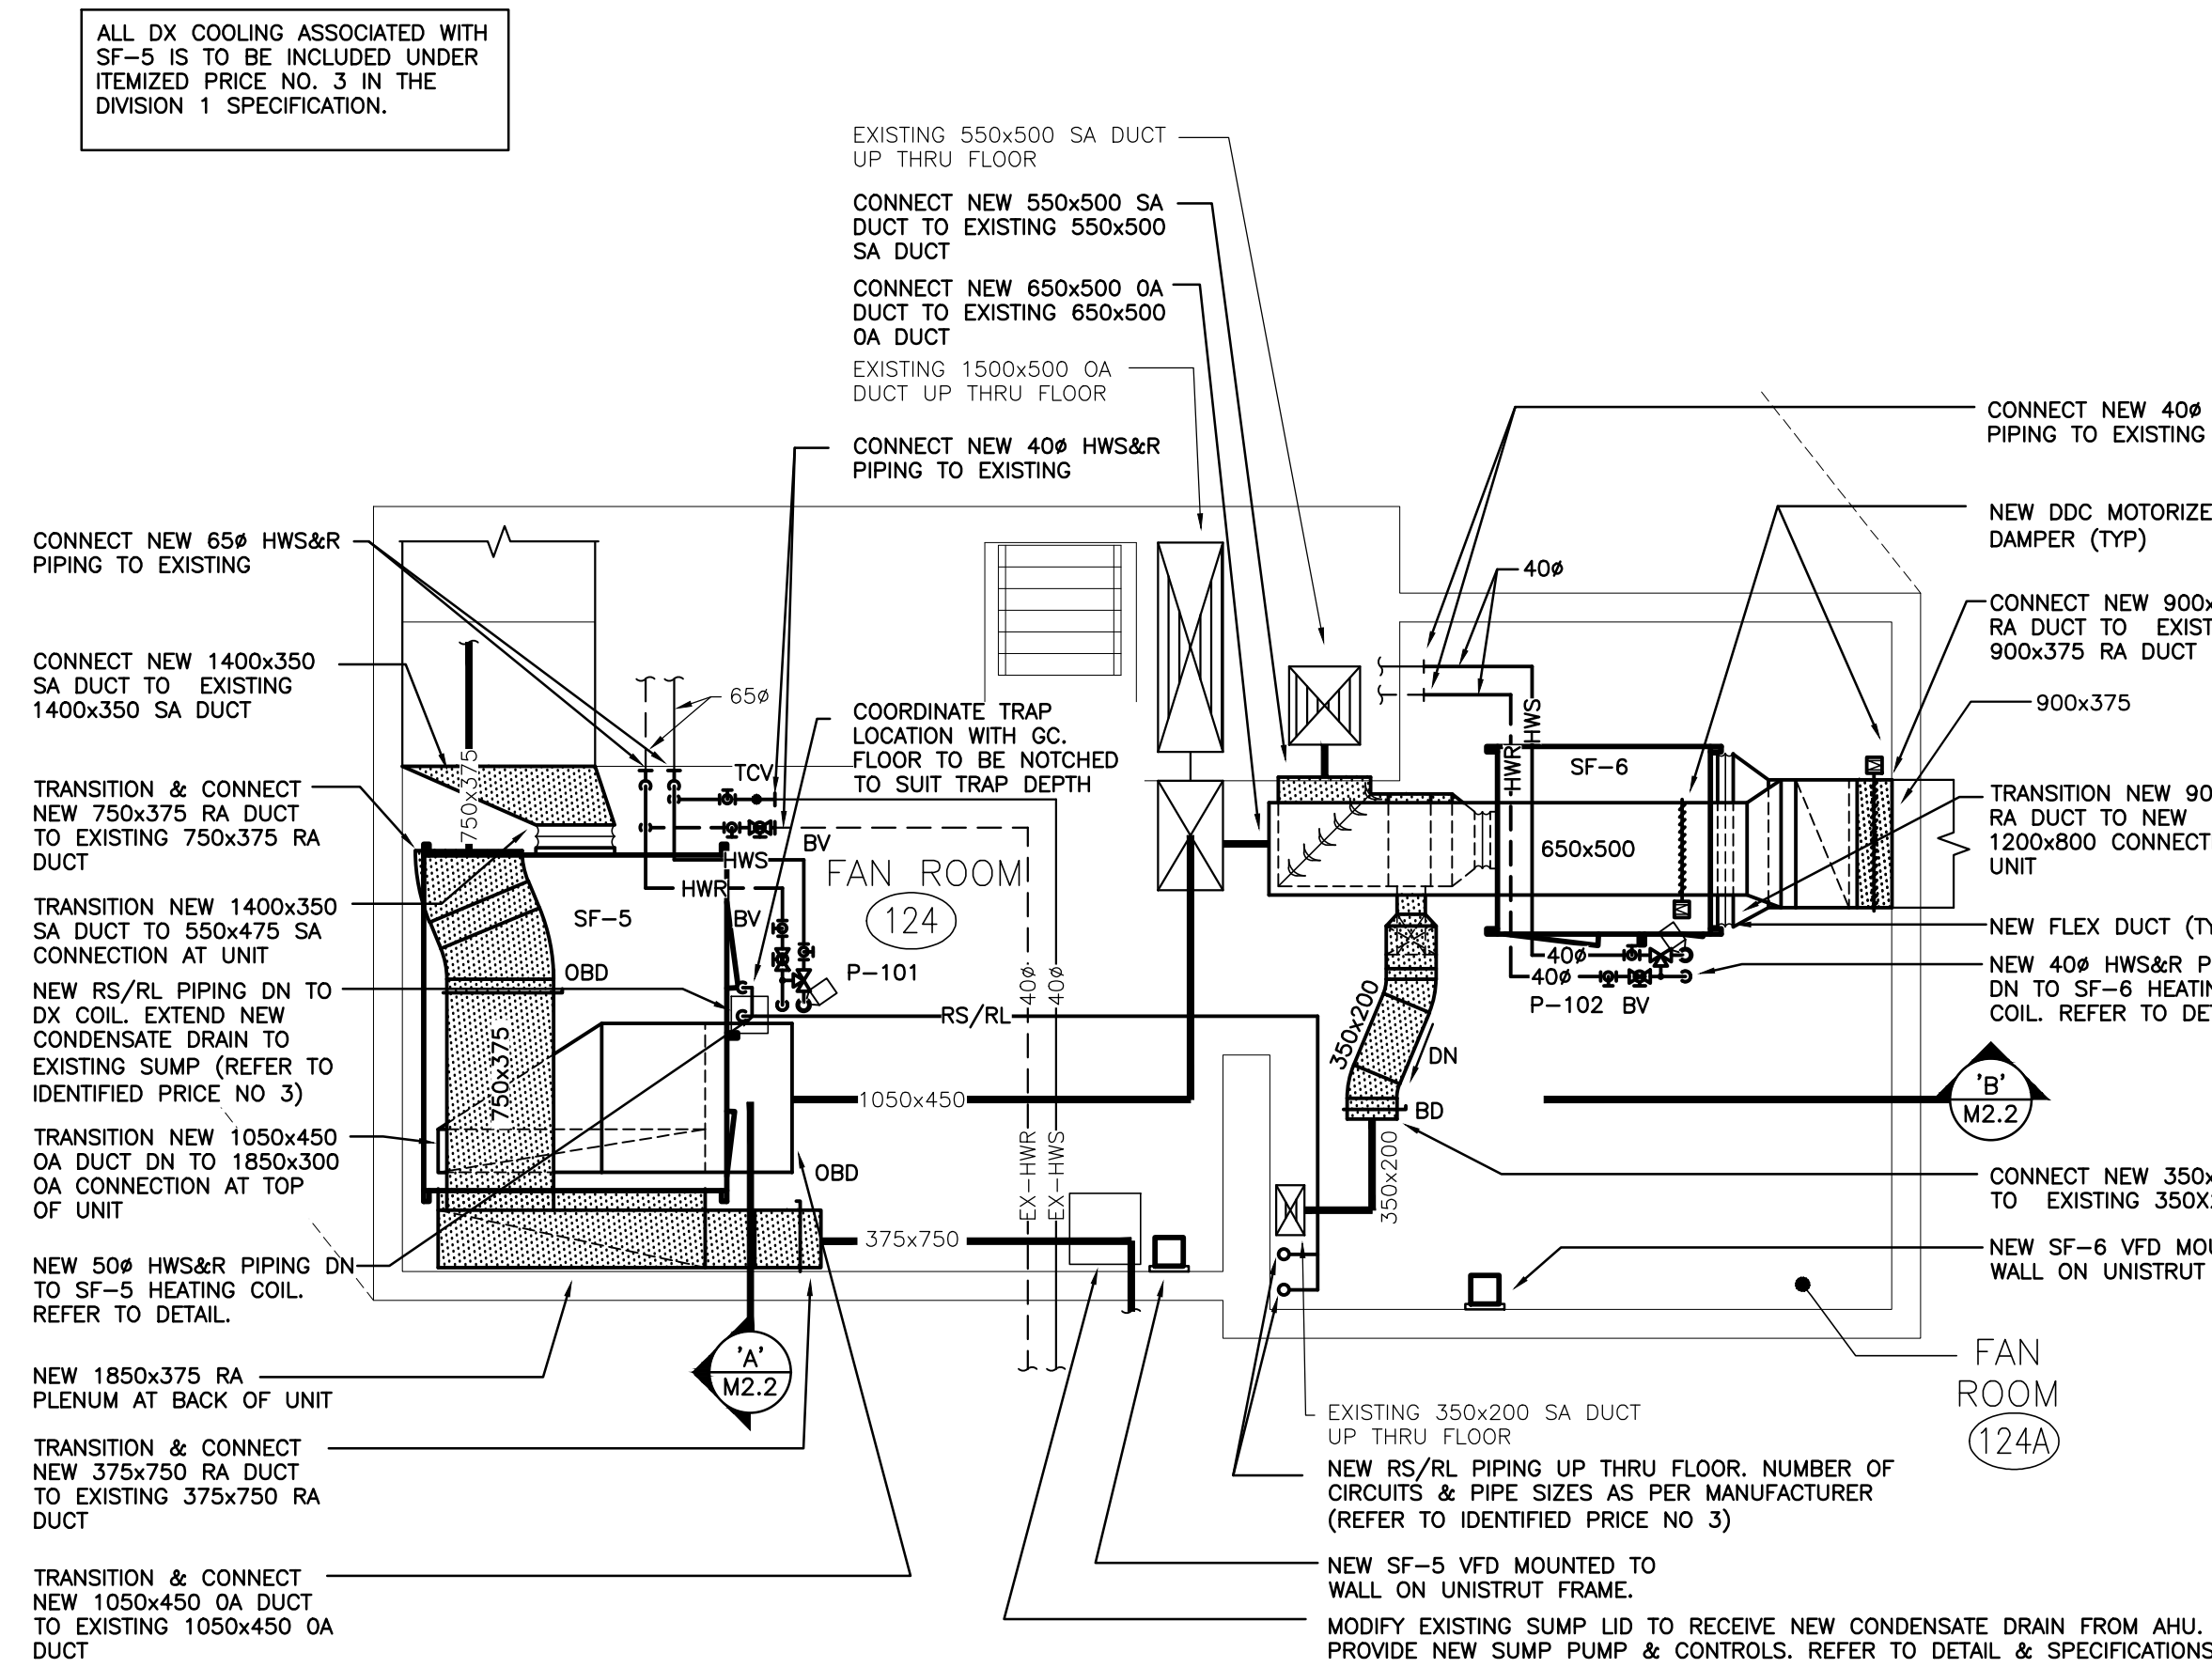 ALL DX COOLING ASSOCIATED WITH
SF-5 IS TO BE INCLUDED UNDER
ITEMIZED PRICE NO. 3 IN THE
DIVISION 1 SPECIFICATION.
EXISTING 550x500 SA DUCT
UP THRU FLOOR
CONNECT NEW 550x500 SA
DUCT TO EXISTING 550x500
SA DUCT
CONNECT NEW 650x500 OA
DUCT TO EXISTING 650x500
OA DUCT
EXISTING 1500x500 OA
DUCT UP THRU FLOOR
CONNECT NEW 40ø HWS&R
PIPING TO EXISTING
CONNECT NEW 65ø HWS&R
PIPING TO EXISTING
CONNECT NEW 1400x350
SA DUCT TO EXISTING
1400x350 SA DUCT
TRANSITION & CONNECT
NEW 750x375 RA DUCT
TO EXISTING 750x375 RA
DUCT
TRANSITION NEW 1400x350
SA DUCT TO 550x475 SA
CONNECTION AT UNIT
NEW RS/RL PIPING DN TO
DX COIL. EXTEND NEW
CONDENSATE DRAIN TO
EXISTING SUMP (REFER TO
IDENTIFIED PRICE NO 3)
TRANSITION NEW 1050x450
OA DUCT DN TO 1850x300
OA CONNECTION AT TOP
OF UNIT
NEW 50ø HWS&R PIPING DN
TO SF-5 HEATING COIL.
REFER TO DETAIL.
NEW 1850x375 RA
PLENUM AT BACK OF UNIT
TRANSITION & CONNECT
NEW 375x750 RA DUCT
TO EXISTING 375x750 RA
DUCT
TRANSITION & CONNECT
NEW 1050x450 OA DUCT
TO EXISTING 1050x450 OA
DUCT
750x375
65ø
TCV
BV
HWS
HWR
BV
SF-5
OBD
P-101
750x375
OBD
FAN ROOM
124
COORDINATE TRAP
LOCATION WITH GC.
FLOOR TO BE NOTCHED
TO SUIT TRAP DEPTH
RS/RL
1050x450
375x750
EX-40ø
EX-40ø
EX-HWR
EX-HWS
'A'
M2.2
40ø
HWS
HWR
SF-6
650x500
40ø
40ø
P-102 BV
350x200
DN
BD
350x200
'B'
M2.2
CONNECT NEW 40ø
PIPING TO EXISTING
NEW DDC MOTORIZE
DAMPER (TYP)
CONNECT NEW 900x
RA DUCT TO EXIST
900x375 RA DUCT
900x375
TRANSITION NEW 90
RA DUCT TO NEW
1200x800 CONNECT
UNIT
NEW FLEX DUCT (TY
NEW 40ø HWS&R P
DN TO SF-6 HEATIN
COIL. REFER TO DET
CONNECT NEW 350x
TO EXISTING 350X
NEW SF-6 VFD MOU
WALL ON UNISTRUT
FAN
ROOM
124A
EXISTING 350x200 SA DUCT
UP THRU FLOOR
NEW RS/RL PIPING UP THRU FLOOR. NUMBER OF
CIRCUITS & PIPE SIZES AS PER MANUFACTURER
(REFER TO IDENTIFIED PRICE NO 3)
NEW SF-5 VFD MOUNTED TO
WALL ON UNISTRUT FRAME.
MODIFY EXISTING SUMP LID TO RECEIVE NEW CONDENSATE DRAIN FROM AHU.
PROVIDE NEW SUMP PUMP & CONTROLS. REFER TO DETAIL & SPECIFICATIONS